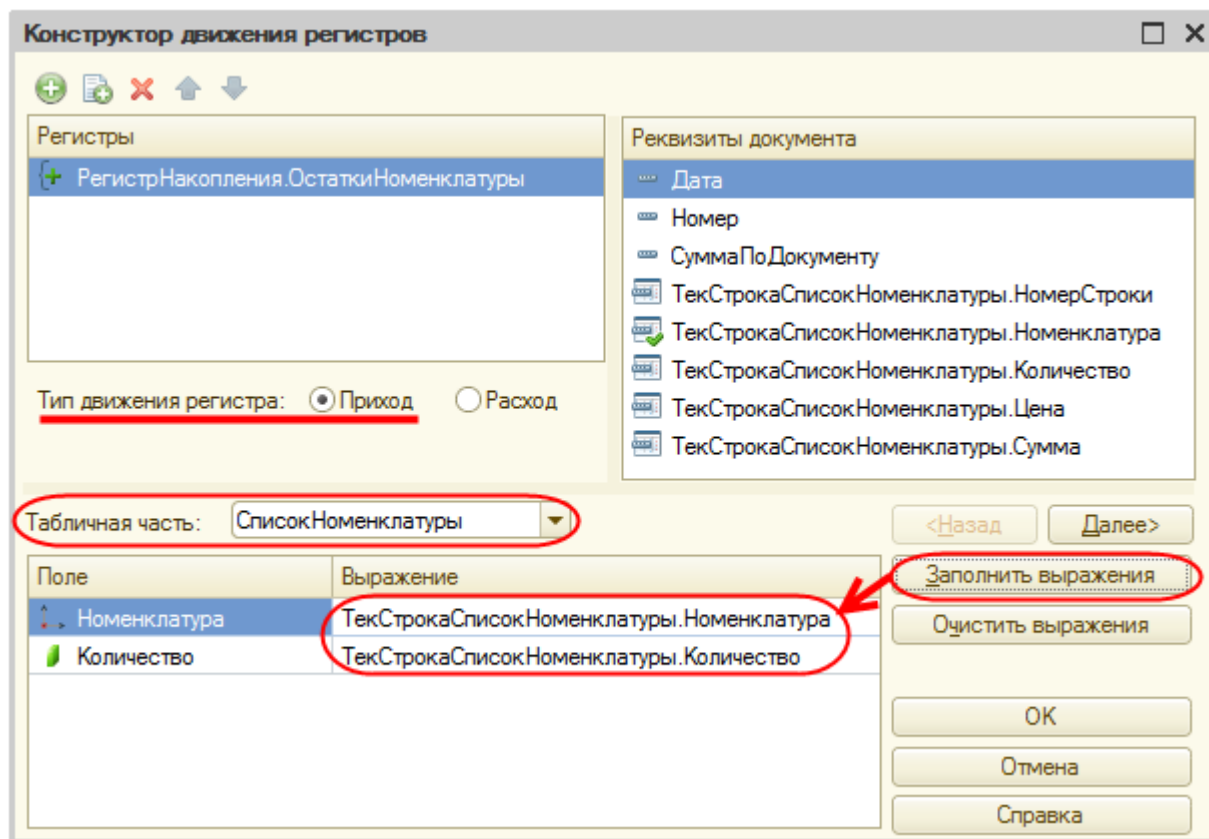 Конструктор движения регистров
Регистры
РегистрНакопления.ОстаткиНоменклатуры
Тип движения регистра: Приход Расход
Реквизиты документа
Дата
Номер
СуммаПоДокументу
ТекСтрокаСписокНоменклатуры.НомерСтроки
ТекСтрокаСписокНоменклатуры.Номенклатура
ТекСтрокаСписокНоменклатуры.Количество
ТекСтрокаСписокНоменклатуры.Цена
ТекСтрокаСписокНоменклатуры.Сумма
Табличная часть: СписокНоменклатуры
<Назад Далее>
Поле Выражение
Номенклатура ТекСтрокаСписокНоменклатуры.Номенклатура
Количество ТекСтрокаСписокНоменклатуры.Количество
Заполнить выражения
Очистить выражения
ОК
Отмена
Справка